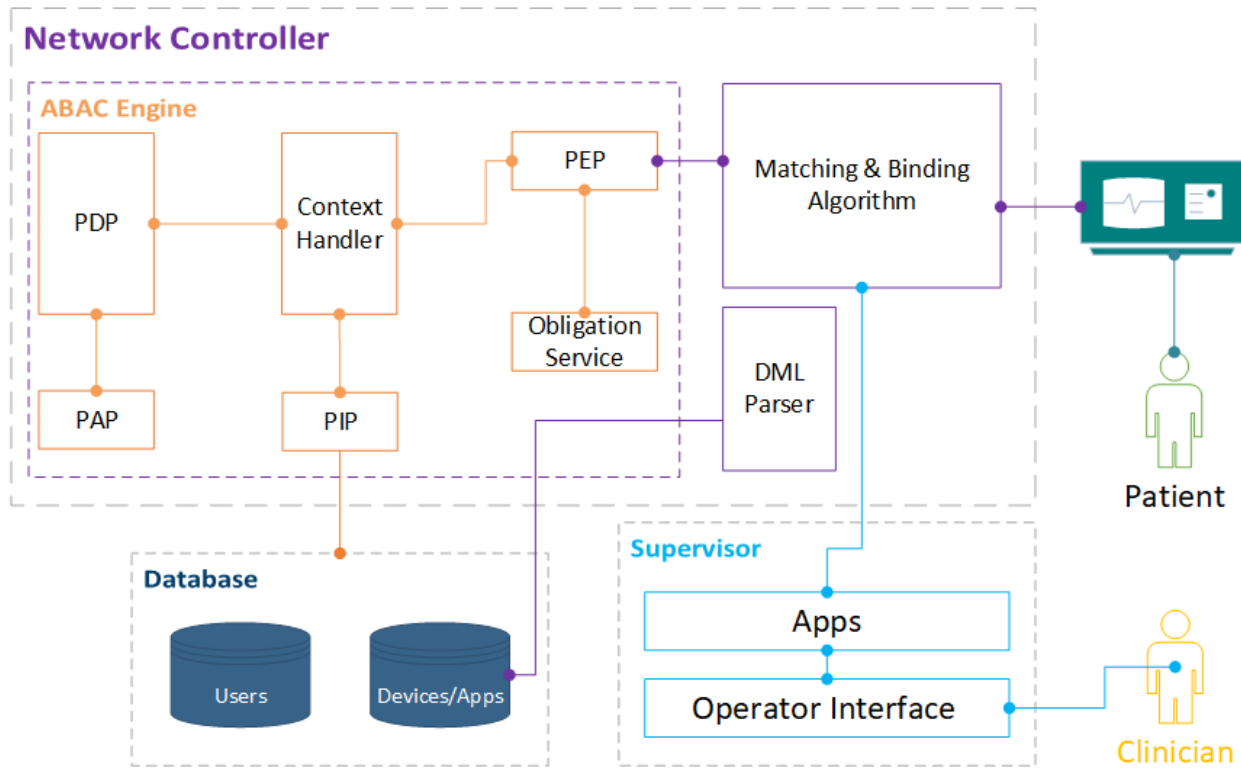 Network Controller
ABAC Engine
PDP
Context
Handler
PEP
Matching & Binding
Algorithm
Obligation
Service
DML
Parser
PAP
PIP
Patient
Database
Users
Devices/Apps
Supervisor
Apps
Operator Interface
Clinician